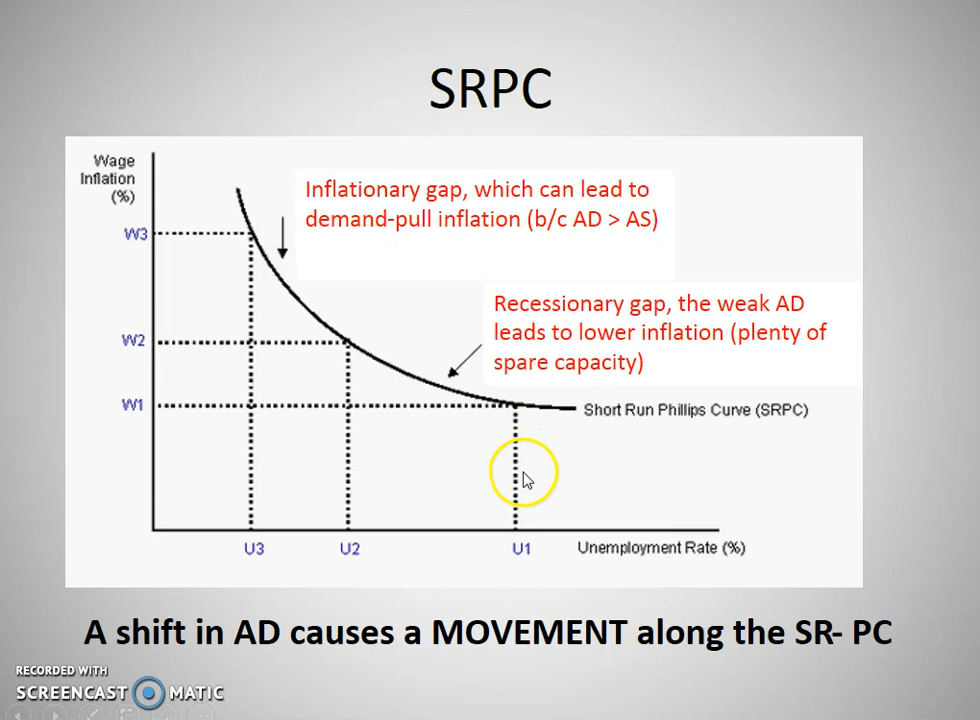 SRPC
Wage
Inflation
(%)
Inflationary gap, which can lead to
demand-pull inflation (b/c AD > AS)
W3
Recessionary gap, the weak AD
leads to lower inflation (plenty of
spare capacity)
W2
W1
Short Run Phillips Curve (SRPC)
U3
U2
U1
Unemployment Rate (%)
A shift in AD causes a MOVEMENT along the SR- PC
RECORDED WITH
SCREENCAST MATIC